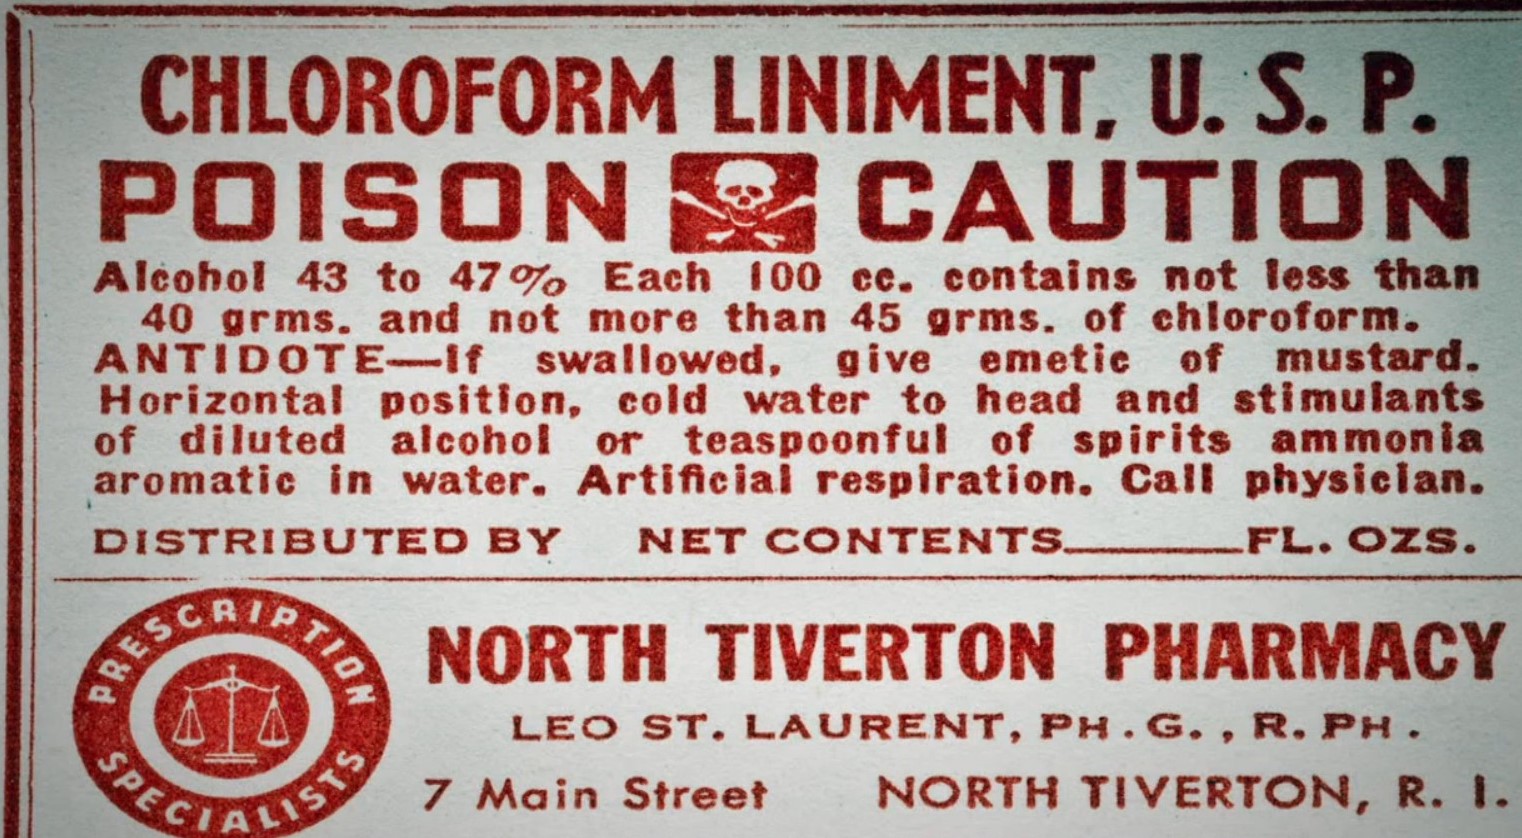 CHLOROFORM LINIMENT, U. S. P.
POISON CAUTION
Alcohol 43 to 47% Each 100 cc. contains not less than
40 grms. and not more than 45 grms. of chloroform.
ANTIDOTE—If swallowed, give emetic of mustard.
Horizontal position, cold water to head and stimulants
of diluted alcohol or teaspoonful of spirits ammonia
aromatic in water. Artificial respiration. Call physician.
DISTRIBUTED BY NET CONTENTS______FL. OZS.
PRESCRIPTION
SPECIALISTS
NORTH TIVERTON PHARMACY
LEO ST. LAURENT, PH.G., R. PH.
7 Main Street NORTH TIVERTON, R. I.